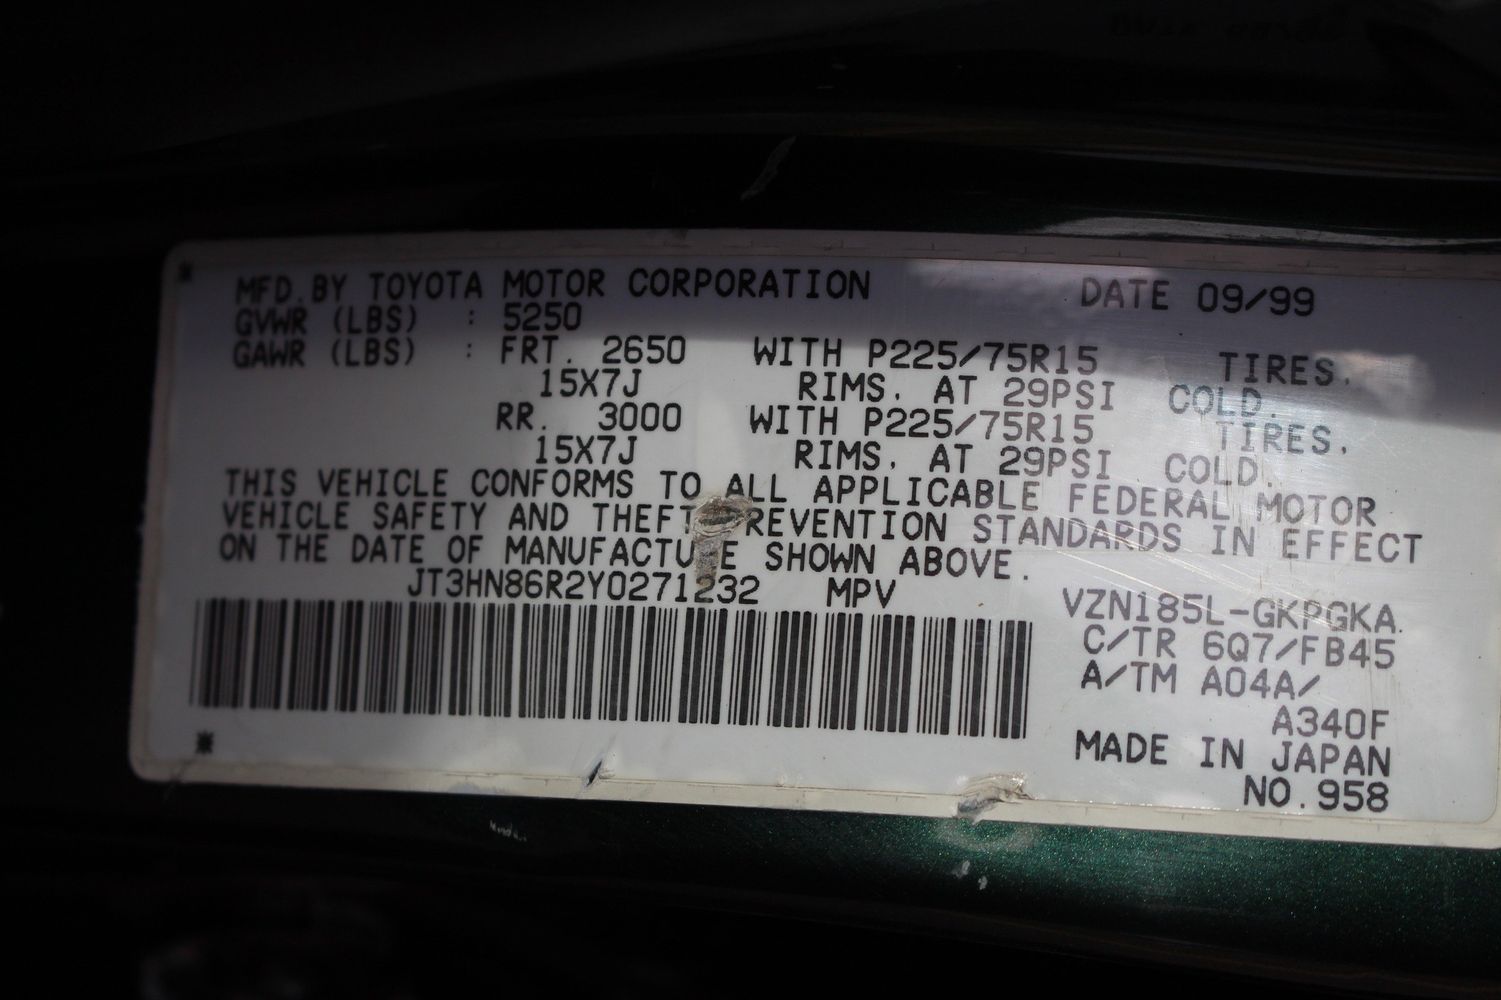 MFD.BY TOYOTA MOTOR CORPORATION DATE 09/99
GVWR (LBS) : 5250
GAWR (LBS) : FRT. 2650 WITH P225/75R15 TIRES.
15X7J RIMS. AT 29PSI COLD.
RR. 3000 WITH P225/75R15 TIRES.
15X7J RIMS. AT 29PSI COLD.
THIS VEHICLE CONFORMS TO ALL APPLICABLE FEDERAL MOTOR
VEHICLE SAFETY AND THEFT PREVENTION STANDARDS IN EFFECT
ON THE DATE OF MANUFACTURE SHOWN ABOVE.
JT3HN86R2Y0271232 MPV
VZN185L-GKPGKA
C/TR 6Q7/FB45
A/TM A04A/
A340F
MADE IN JAPAN
NO.958